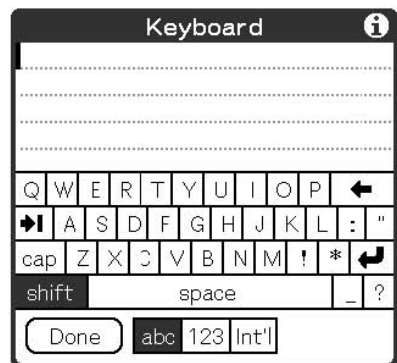 Keyboard i
Q W E R T Y U I O P
A S D F G H J K L : "
cap Z X C V B N M ! *
shift space _ ?
Done abc 123 Int'l